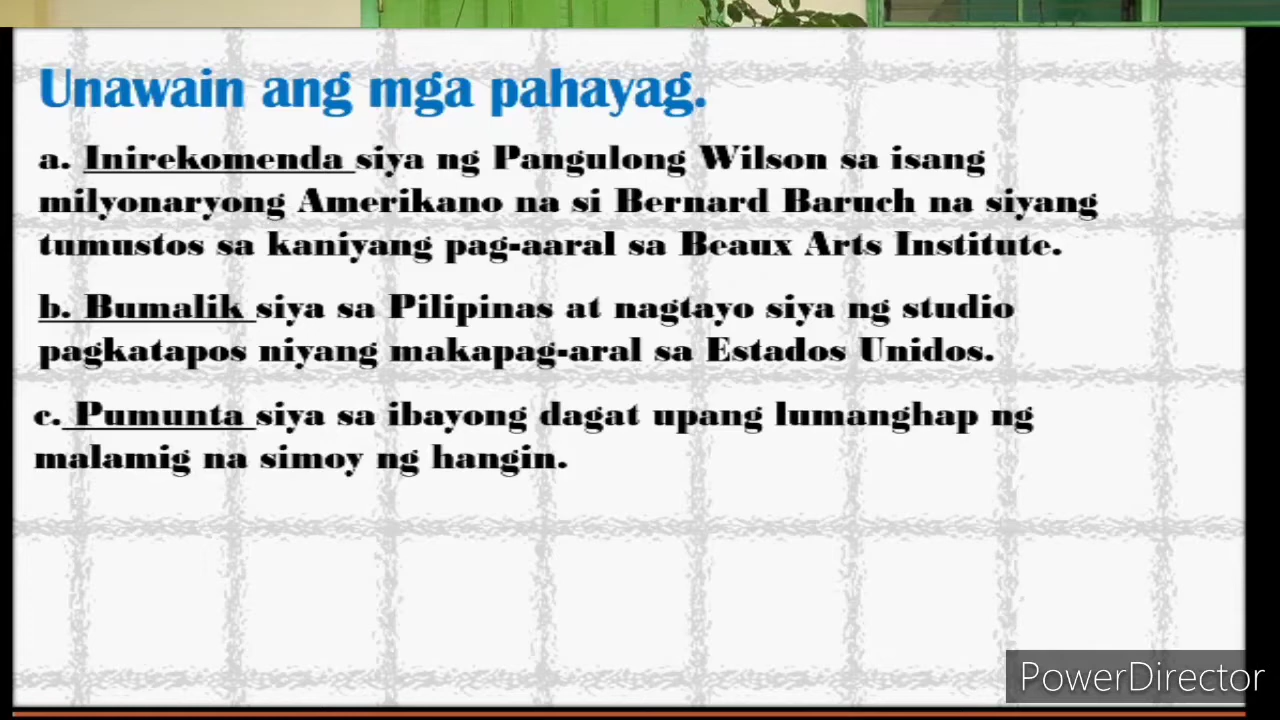 Unawain ang mga pahayag.
a. Inirekomenda siya ng Pangulong Wilson sa isang
milyonaryong Amerikano na si Bernard Baruch na siyang
tumustos sa kaniyang pag-aaral sa Beaux Arts Institute.
b. Bumalik siya sa Pilipinas at nagtayo siya ng studio
pagkatapos niyang makapag-aral sa Estados Unidos.
c. Pumunta siya sa ibayong dagat upang lumanghap ng
malamig na simoy ng hangin.
PowerDirector